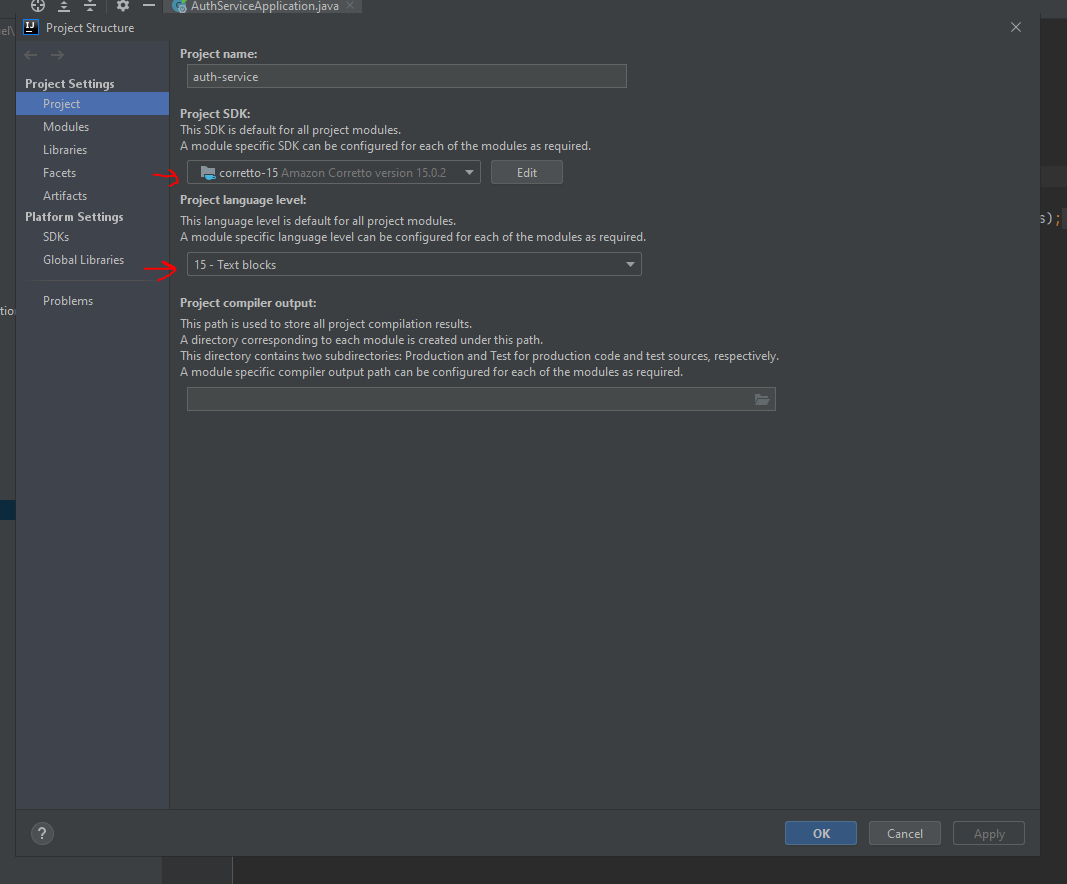 AuthServiceApplication.java
Project Structure
Project Settings
Project
Modules
Libraries
Facets
Artifacts
Platform Settings
SDKs
Global Libraries
Problems
Project name:
auth-service
Project SDK:
This SDK is default for all project modules.
A module specific SDK can be configured for each of the modules as required.
corretto-15 Amazon Corretto version 15.0.2
Edit
Project language level:
This language level is default for all project modules.
A module specific language level can be configured for each of the modules as required.
15 - Text blocks
Project compiler output:
This path is used to store all project compilation results.
A directory corresponding to each module is created under this path.
This directory contains two subdirectories: Production and Test for production code and test sources, respectively.
A module specific compiler output path can be configured for each of the modules as required.
s);
?
OK
Cancel
Apply